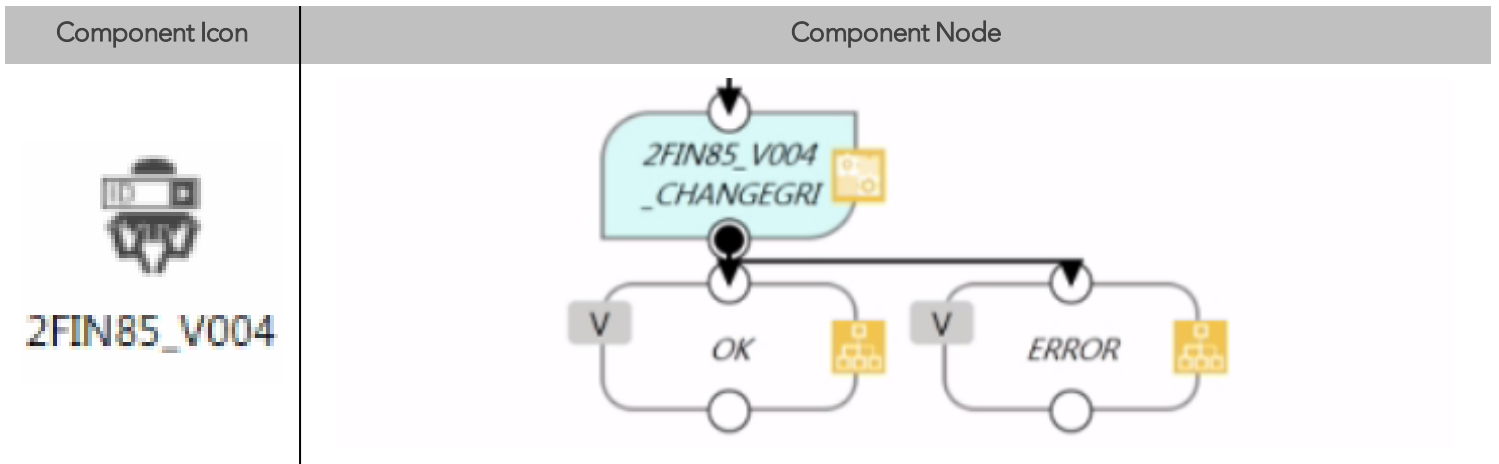 Component Icon
Component Node
2FIN85_V004
_CHANGEGRI
ID
2FIN85_V004
V
OK
V
ERROR